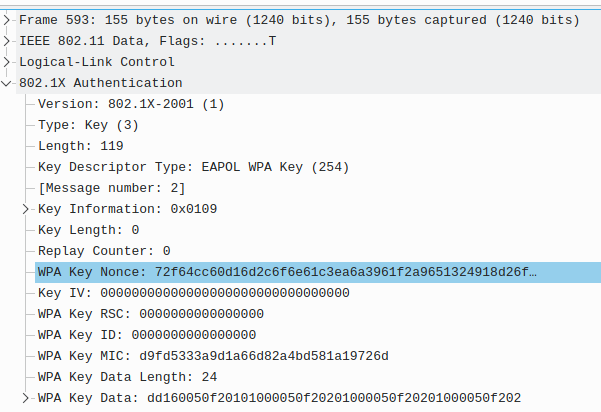 Frame 593: 155 bytes on wire (1240 bits), 155 bytes captured (1240 bits)
IEEE 802.11 Data, Flags: .......T
Logical-Link Control
802.1X Authentication
Version: 802.1X-2001 (1)
Type: Key (3)
Length: 119
Key Descriptor Type: EAPOL WPA Key (254)
[Message number: 2]
Key Information: 0x0109
Key Length: 0
Replay Counter: 0
WPA Key Nonce: 72f64cc60d16d2c6f6e61c3ea6a3961f2a9651324918d26f…
Key IV: 00000000000000000000000000000000
WPA Key RSC: 0000000000000000
WPA Key ID: 0000000000000000
WPA Key MIC: d9fd5333a9d1a66d82a4bd581a19726d
WPA Key Data Length: 24
WPA Key Data: dd160050f20101000050f20201000050f20201000050f202